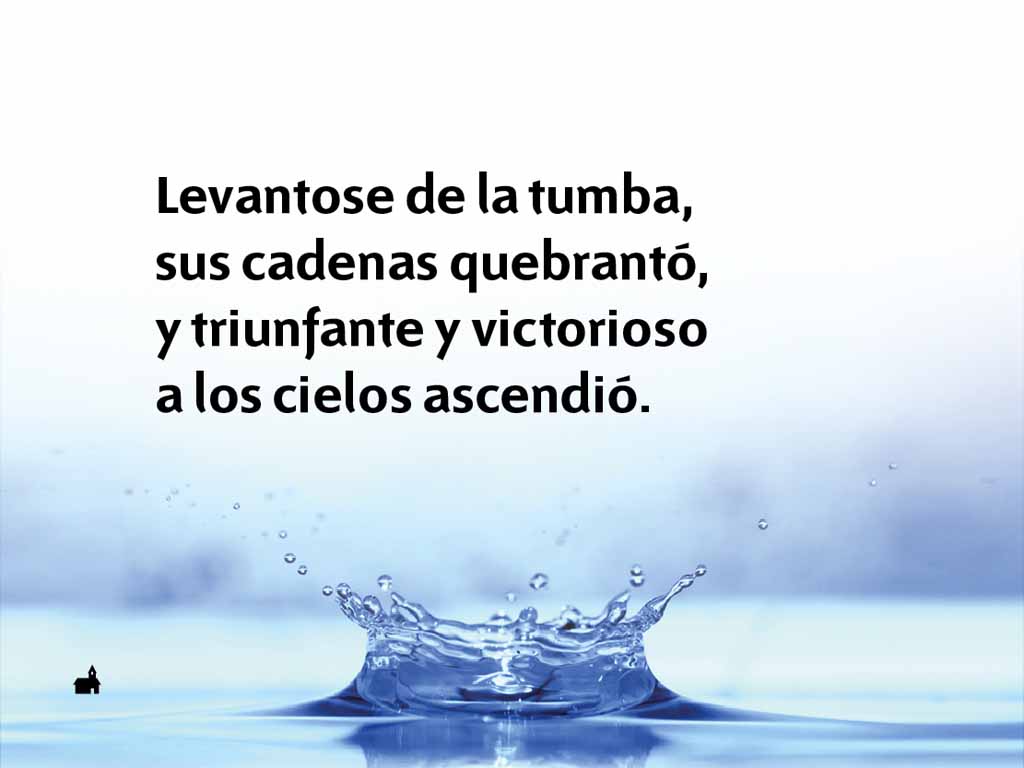 Levantose de la tumba,
sus cadenas quebrantó,
y triunfante y victorioso
a los cielos ascendió.